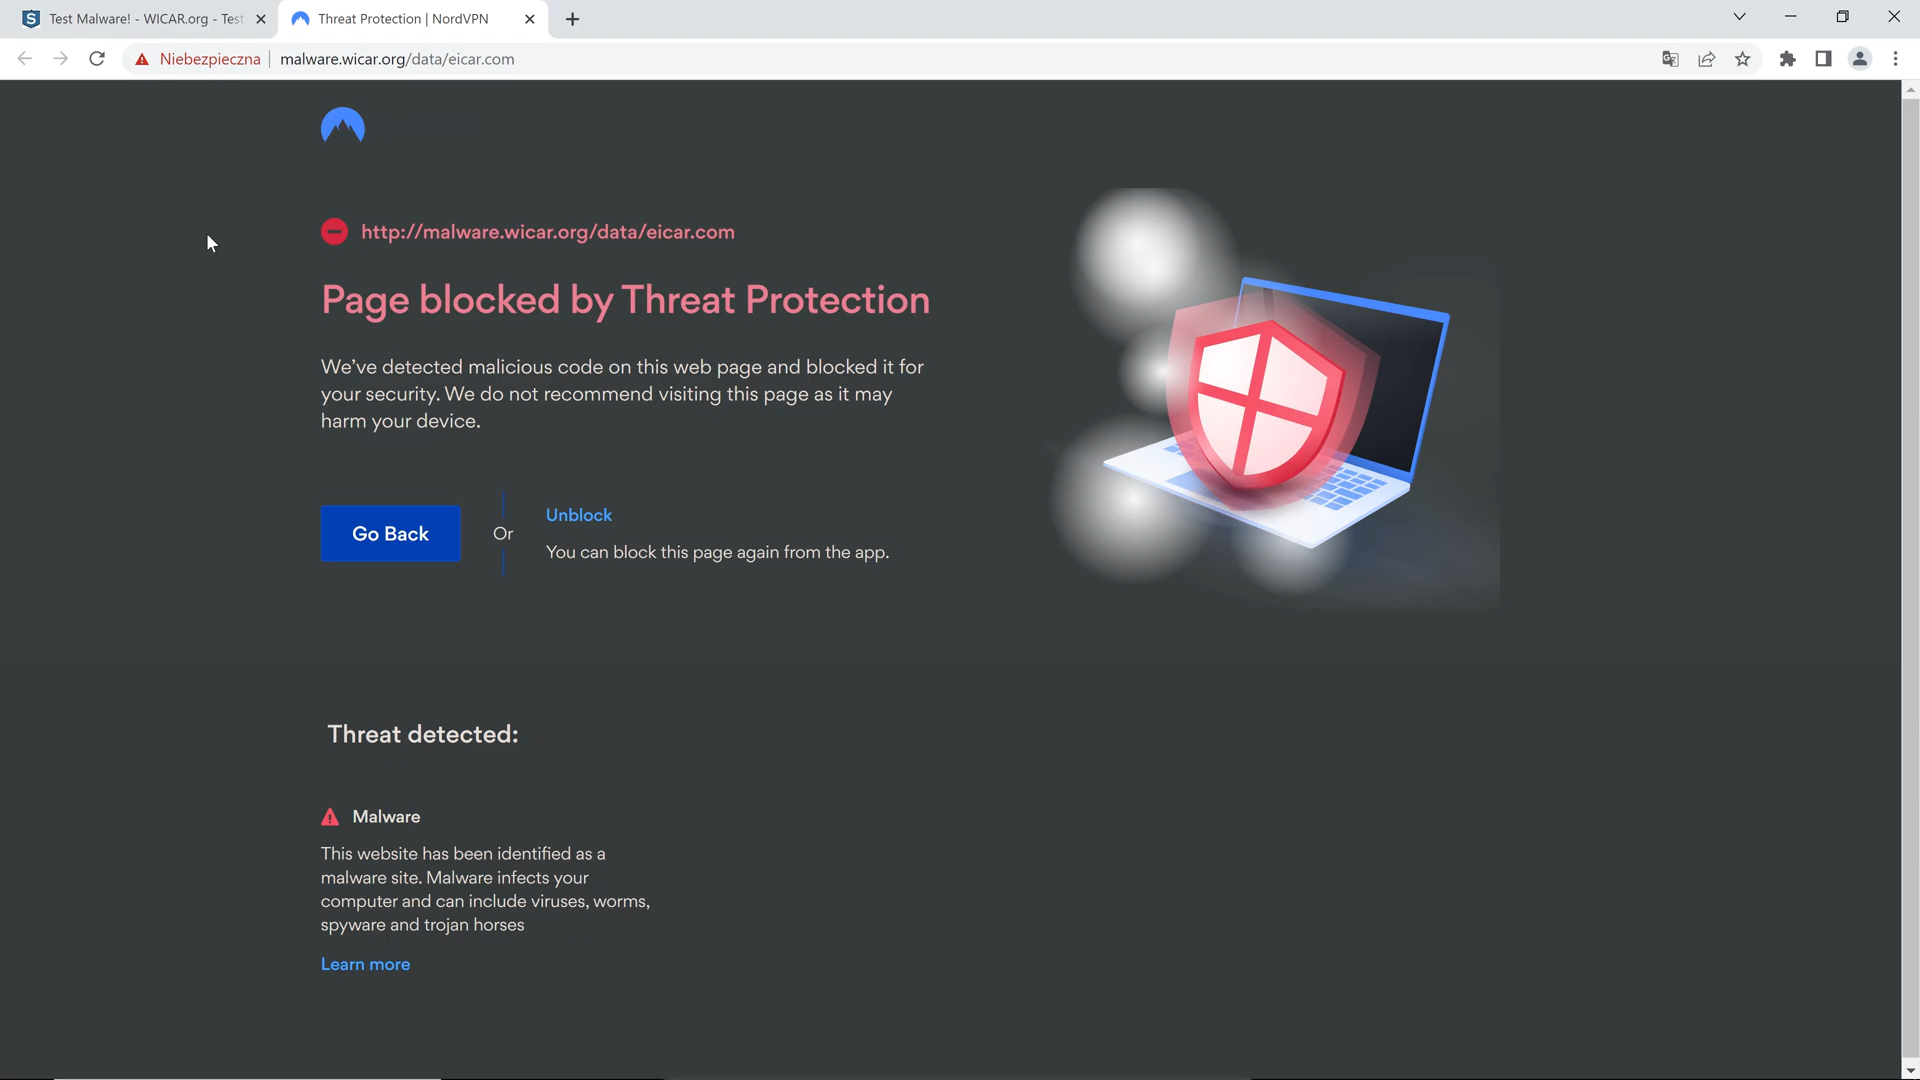 Test Malware! - WICAR.org - Test
Threat Protection | NordVPN
Niebezpieczna
malware.wicar.org/data/eicar.com
http://malware.wicar.org/data/eicar.com
Page blocked by Threat Protection
We’ve detected malicious code on this web page and blocked it for
your security. We do not recommend visiting this page as it may
harm your device.
Go Back
Or
Unblock
You can block this page again from the app.
Threat detected:
Malware
This website has been identified as a
malware site. Malware infects your
computer and can include viruses, worms,
spyware and trojan horses
Learn more